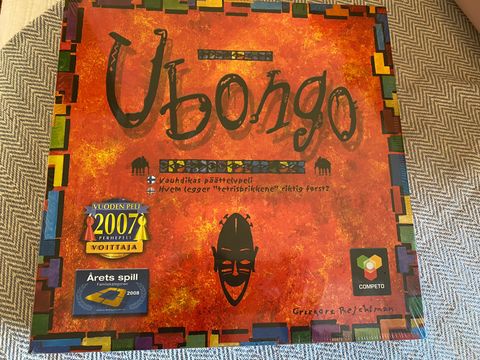 Ubongo
Vauhdikas päättelypeli
Hvem legger "tetrisbrikkene" riktig først?
VUODEN PELI
2007
PERHEPELI
VOITTAJA
Årets spill
Familiekategorien
2008
COMPETO
Grzegorz Rejchtman